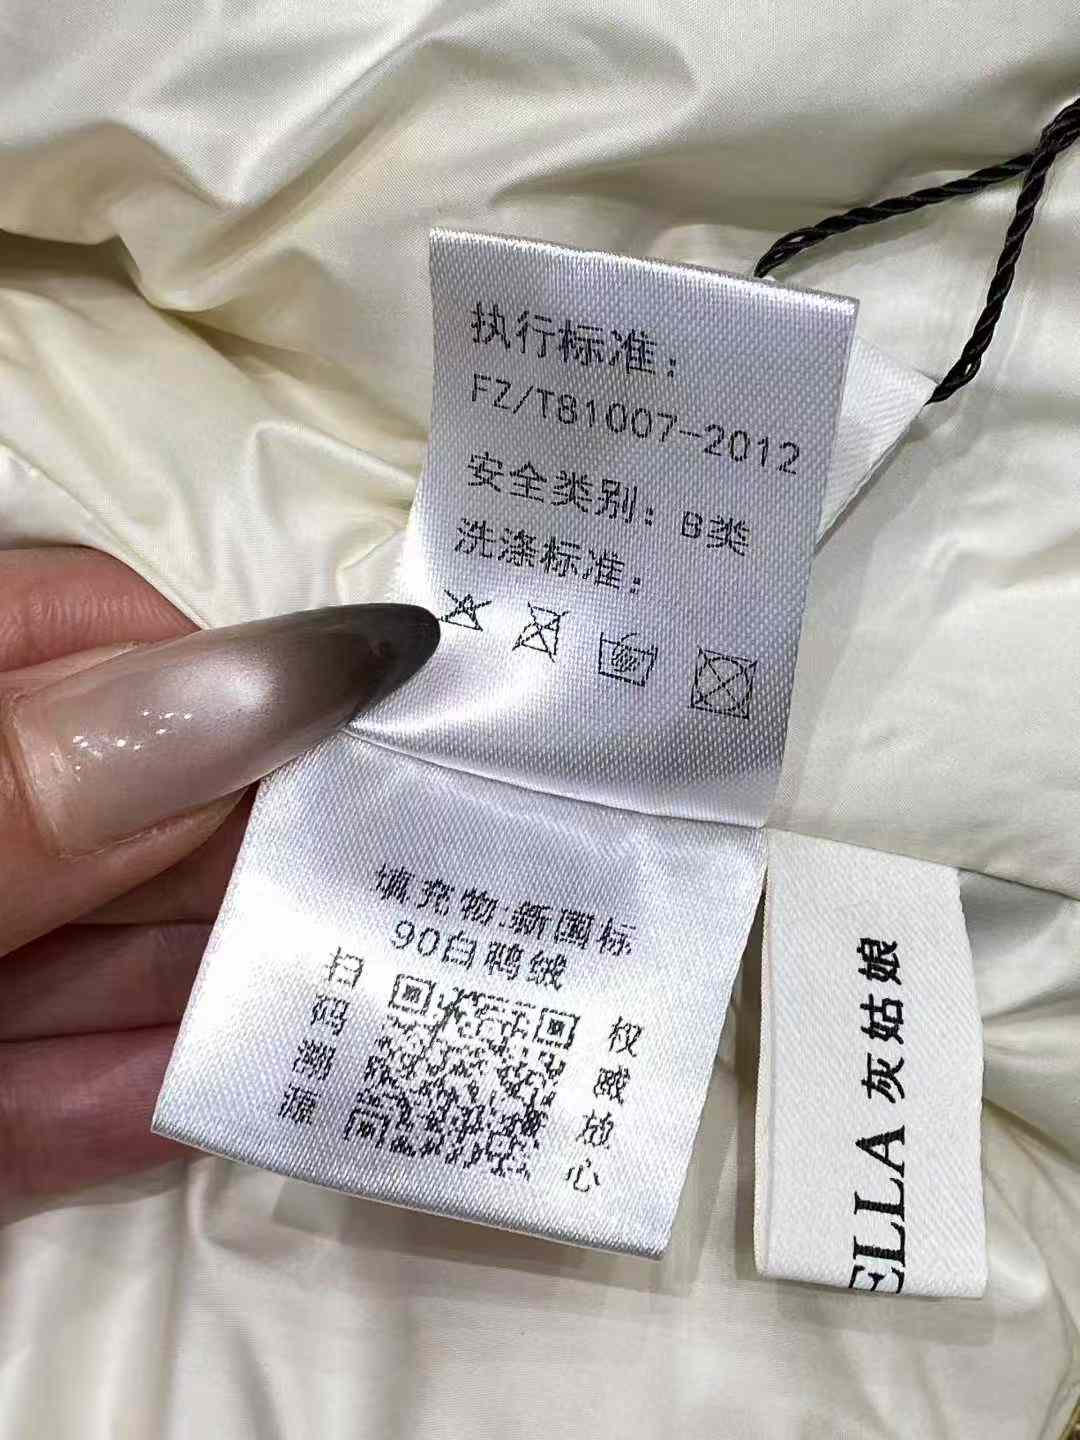 执行标准：
FZ/T81007-2012
安全类别：B类
洗涤标准：
填充物：新国标
90白鸭绒
扫码溯源
权威放心
ELLA 灰姑娘